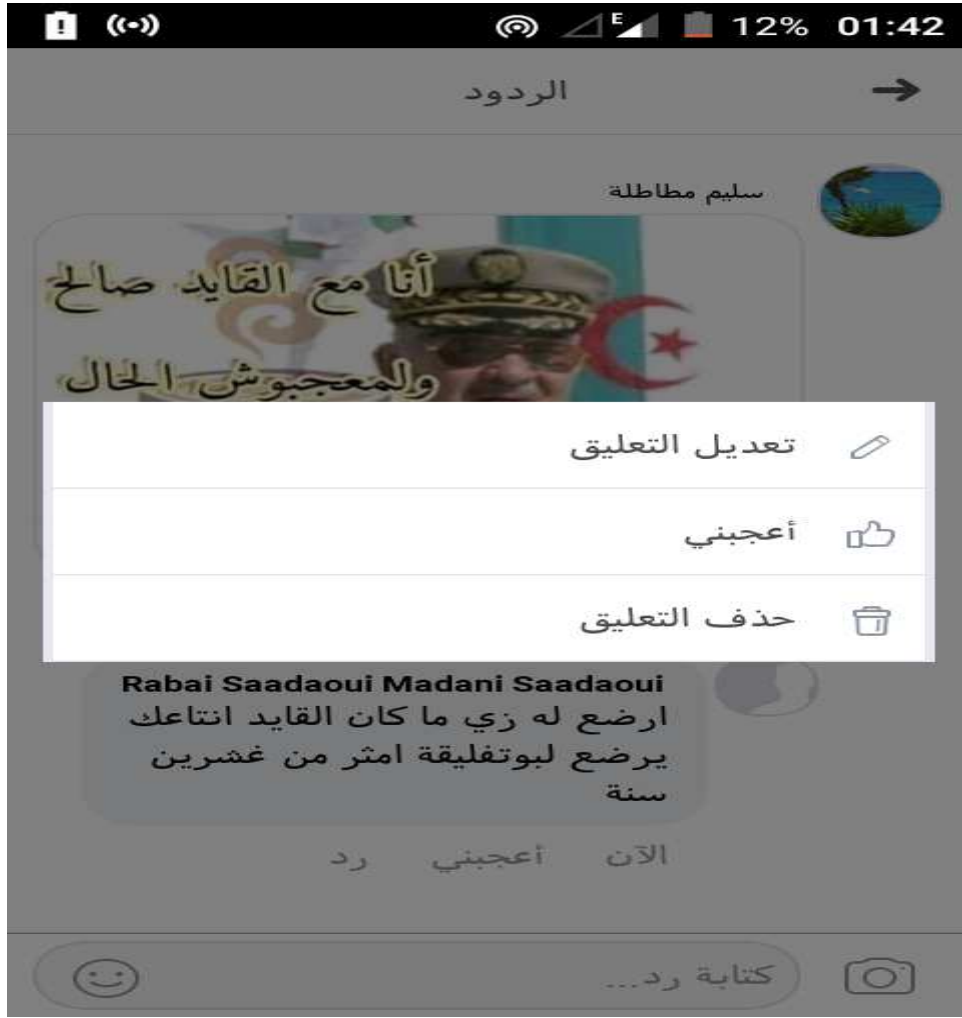 12% 01:42
E
الردود
سليم مطاطلة
أنا مع القايد صالح
ولمعجبوش الحال
تعديل التعليق
أعجبني
حذف التعليق
Rabai Saadaoui Madani Saadaoui
ارضع له زي ما كان القايد انتاعك
يرضع لبوتفليقة امثر من غشرين
سنة
الآن أعجبني رد
كتابة رد...